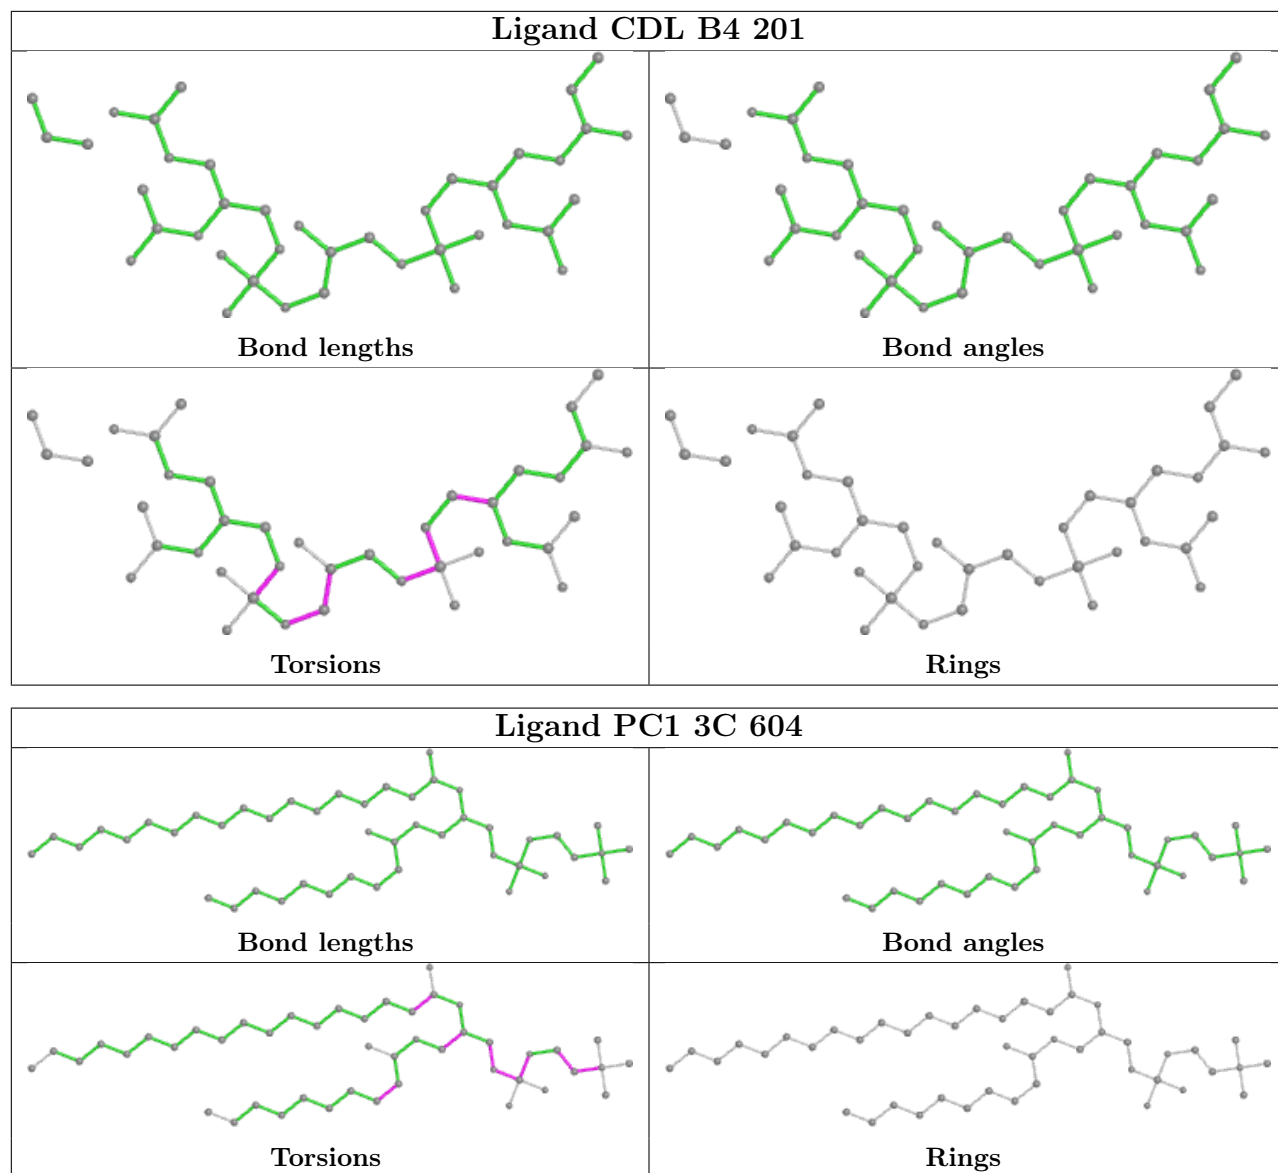 Ligand CDL B4 201
Bond lengths
Bond angles
Torsions
Rings
Ligand PC1 3C 604
Bond lengths
Bond angles
Torsions
Rings